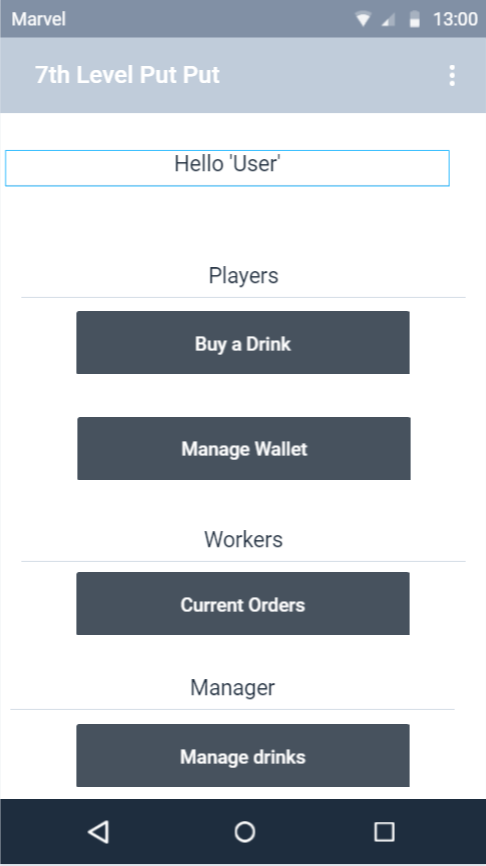 Marvel 13:00
7th Level Put Put
Hello 'User'
Players
Buy a Drink
Manage Wallet
Workers
Current Orders
Manager
Manage drinks